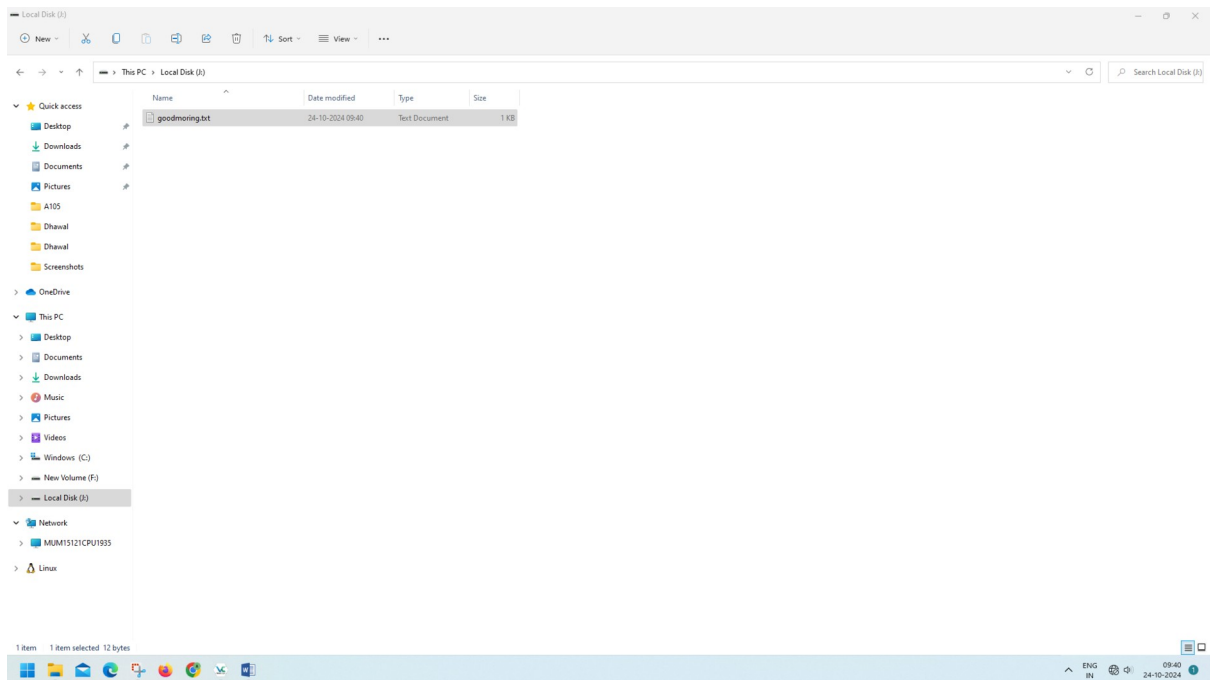 Local Disk (J:)
New Sort View ...
This PC > Local Disk (J:) Search Local Disk (J:)
Name Date modified Type Size
goodmoring.txt 24-10-2024 09:40 Text Document 1 KB
Quick access
Desktop
Downloads
Documents
Pictures
A105
Dhawal
Dhawal
Screenshots
OneDrive
This PC
Desktop
Documents
Downloads
Music
Pictures
Videos
Windows (C:)
New Volume (F:)
Local Disk (J:)
Network
MUM15121CPU1935
Linux
1 item 1 item selected 12 bytes
ENG 09:40
IN 24-10-2024 1